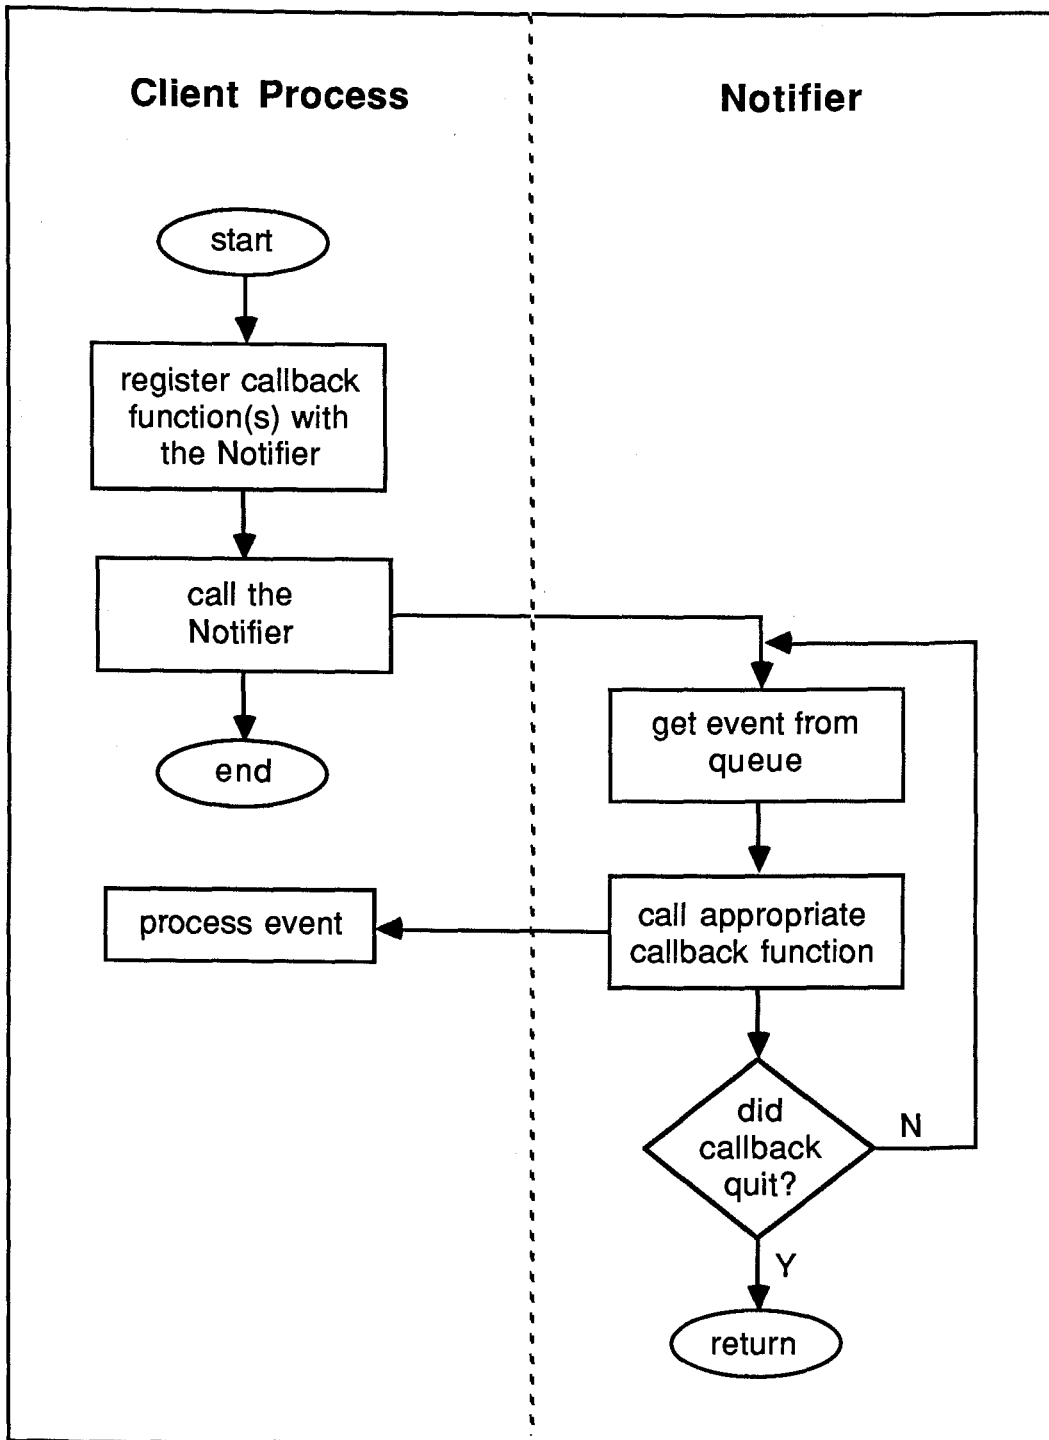 Client Process
Notifier
start
register callback
function(s) with
the Notifier
call the
Notifier
end
process event
get event from
queue
call appropriate
callback function
did
callback
quit?
N
Y
return